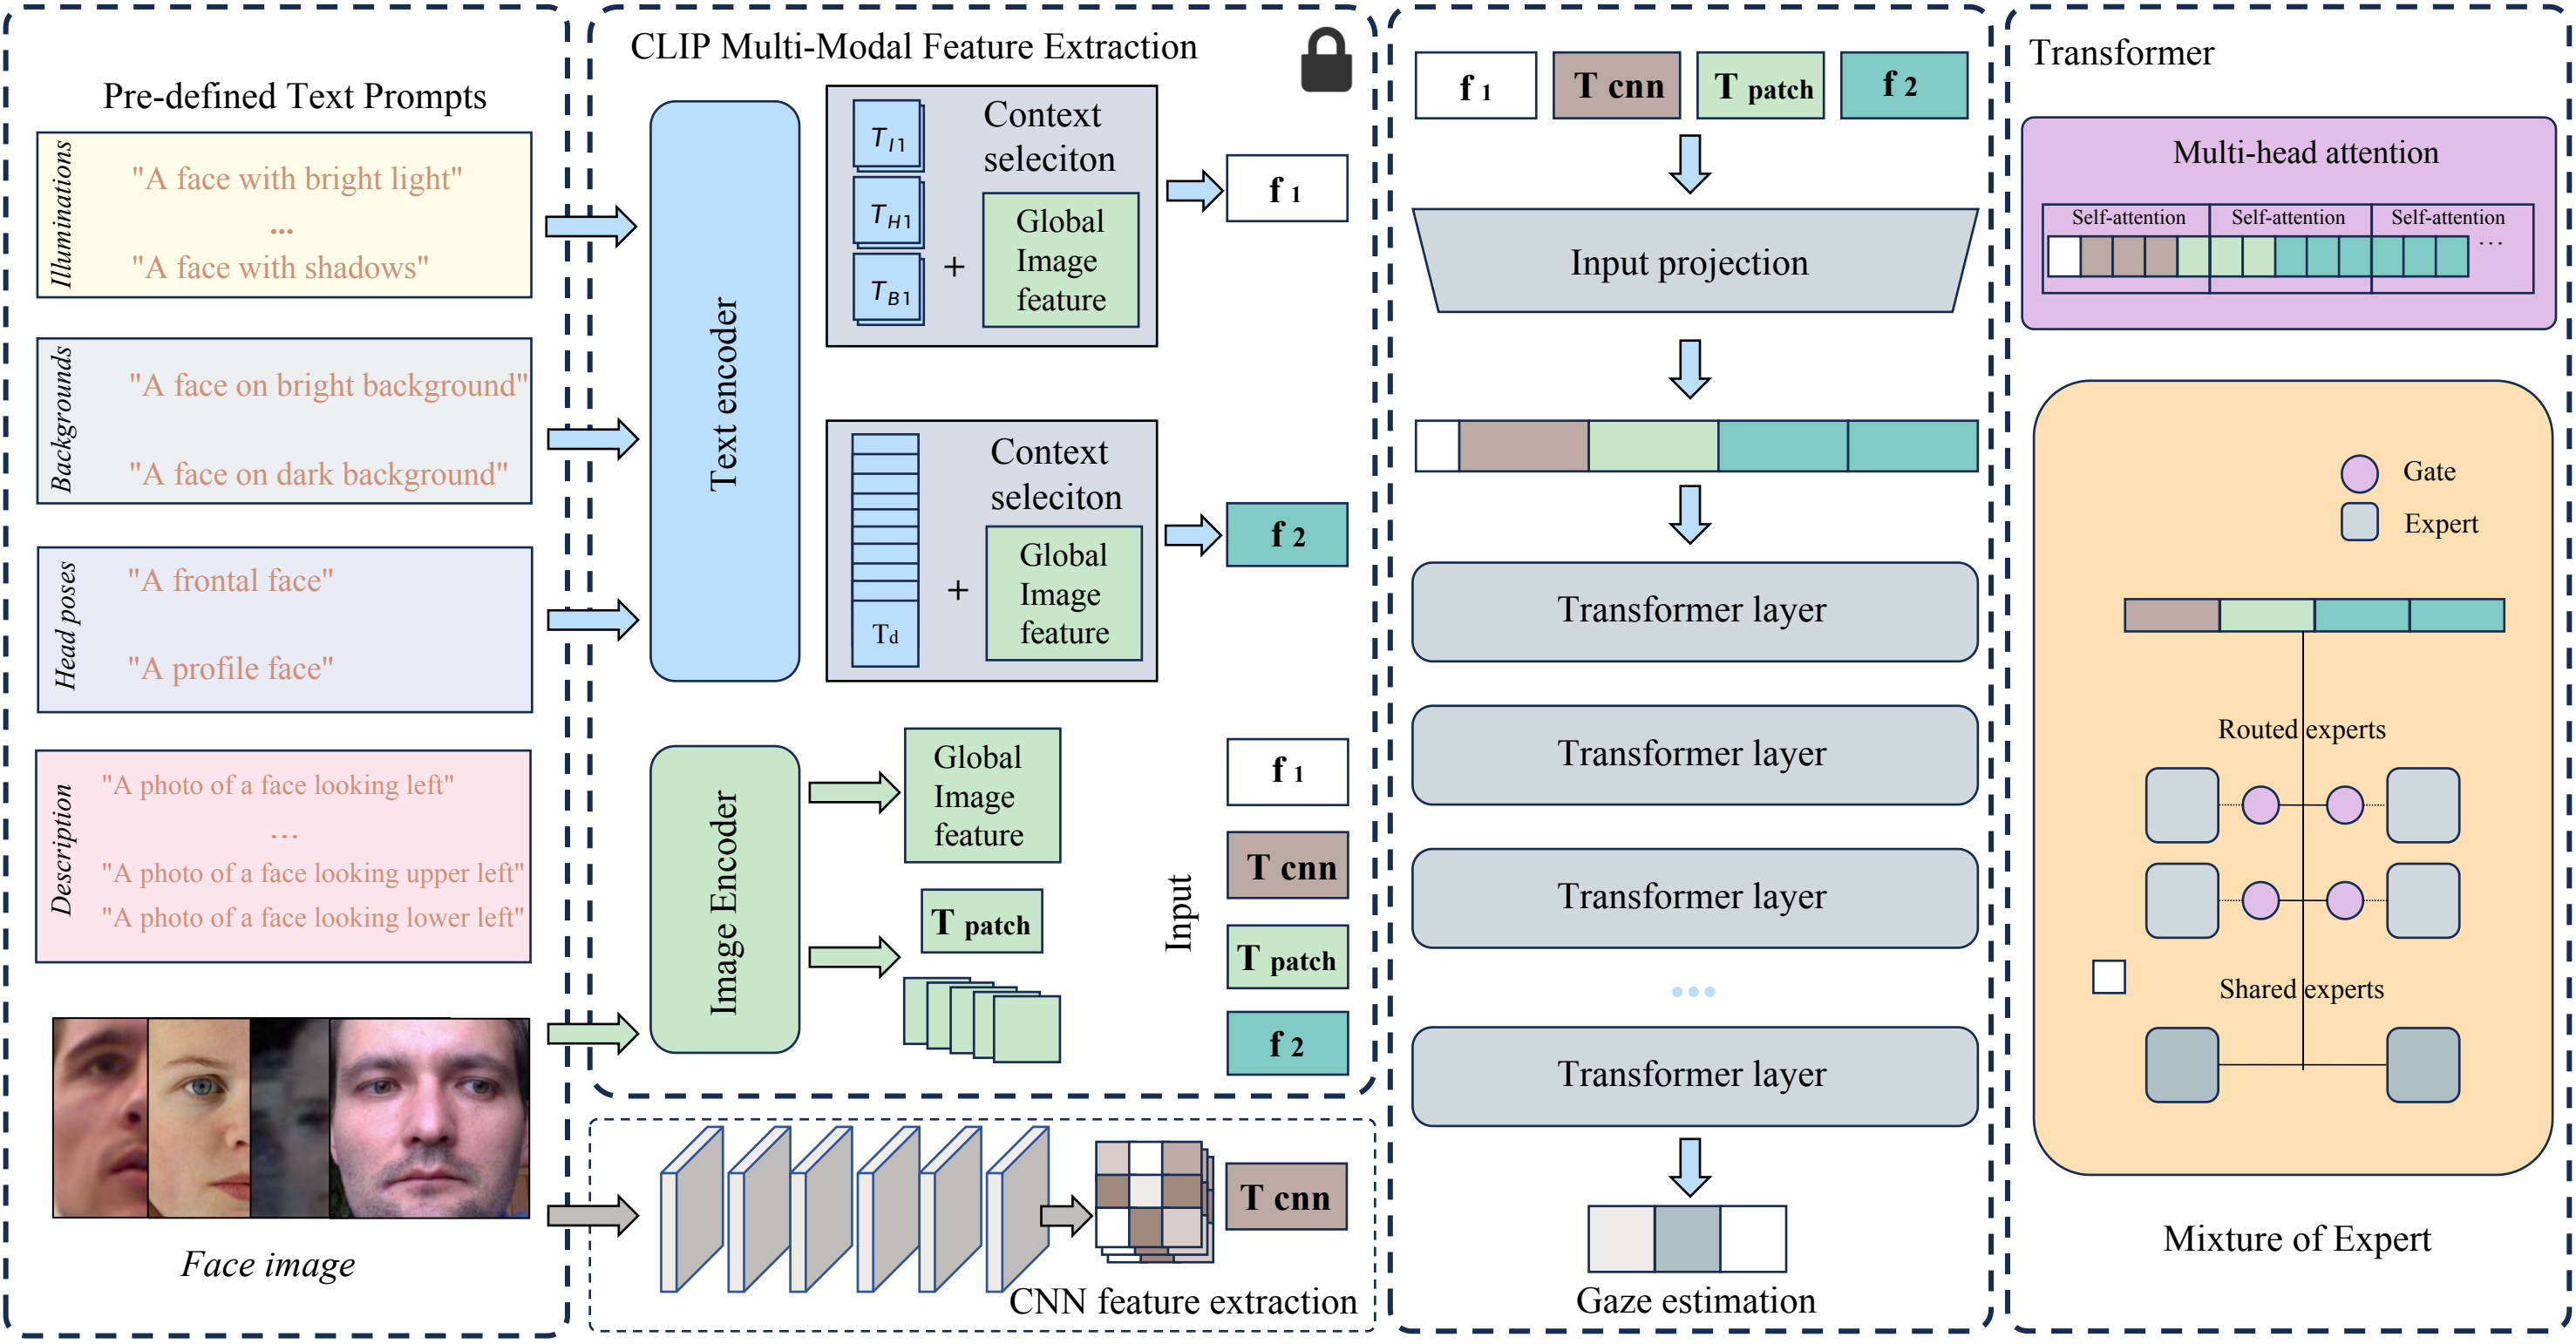 Pre-defined Text Prompts
Illuminations
"A face with bright light"
...
"A face with shadows"
Backgrounds
"A face on bright background"
"A face on dark background"
Head poses
"A frontal face"
"A profile face"
Description
"A photo of a face looking left"
...
"A photo of a face looking upper left"
"A photo of a face looking lower left"
Face image
CLIP Multi-Modal Feature Extraction
Text encoder
T I1
T H1
T B1
+
Context
seleciton
Global
Image
feature
f 1
Td
+
Context
seleciton
Global
Image
feature
f 2
Image Encoder
Global
Image
feature
T patch
Input
f 1
T cnn
T patch
f 2
T cnn
CNN feature extraction
f 1
T cnn
T patch
f 2
Input projection
Transformer layer
Transformer layer
Transformer layer
...
Transformer layer
Gaze estimation
Transformer
Multi-head attention
Self-attention
Self-attention
Self-attention
...
Gate
Expert
Routed experts
Shared experts
Mixture of Expert